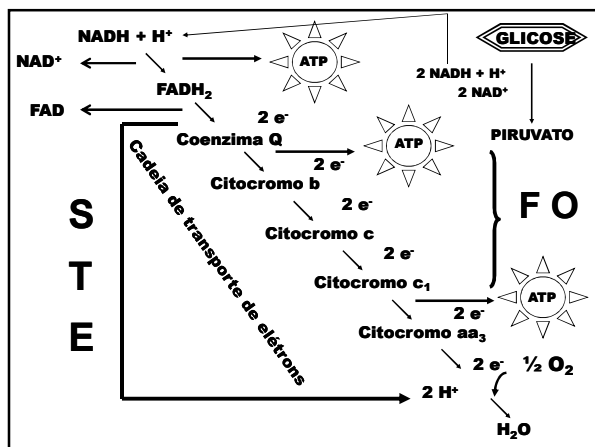 NADH + H⁺
GLICOSE
NAD⁺
ATP
2 NADH + H⁺
2 NAD⁺
FADH₂
FAD
2 e⁻
PIRUVATO
Coenzima Q
ATP
2 e⁻
Citocromo b
S
T
E
Cadeia de transporte de elétrons
2 e⁻
F O
Citocromo c
2 e⁻
Citocromo c₁
ATP
2 e⁻
Citocromo aa₃
2 e⁻
½ O₂
2 H⁺
H₂O